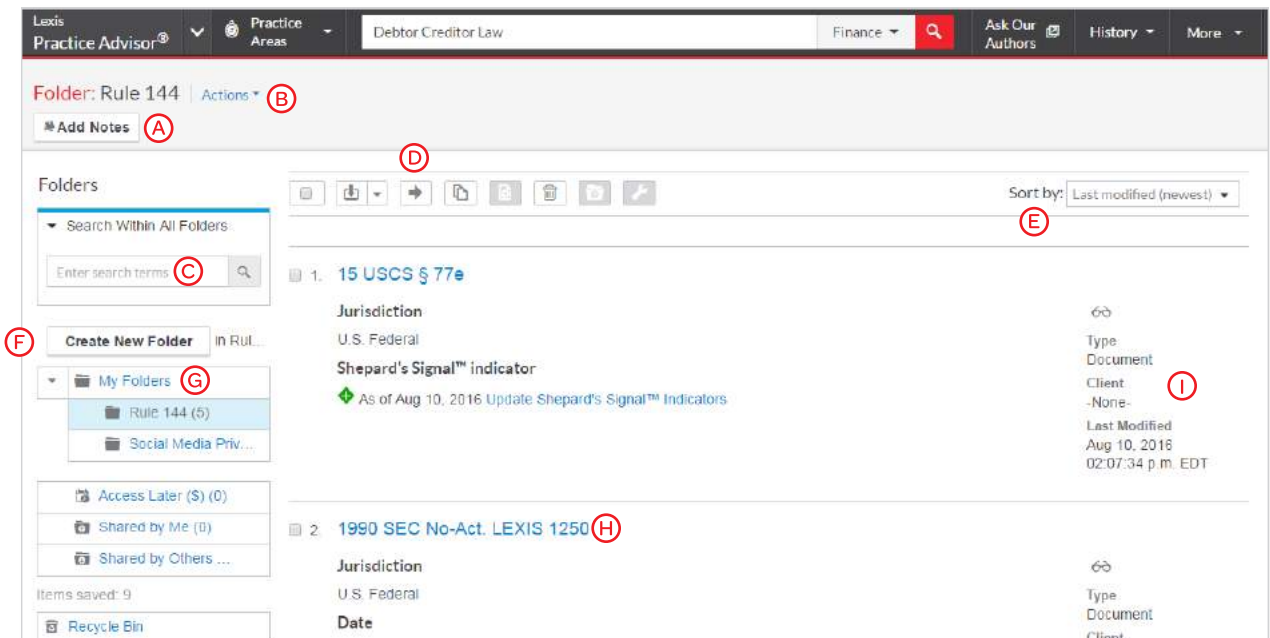 Lexis
Practice Advisor®
Practice
Areas
Debtor Creditor Law
Finance
Ask Our
Authors
History
More
Folder: Rule 144
Actions
B
Add Notes
A
D
Folders
Sort by: Last modified (newest)
E
Search Within All Folders
Enter search terms
C
1. 15 USCS § 77e
Jurisdiction
U.S. Federal
Type
Document
F
Create New Folder
In Rul...
Shepard's Signal™ indicator
Client
-None-
I
My Folders
G
As of Aug 10, 2016 Update Shepard's Signal™ Indicators
Rule 144 (5)
Last Modified
Aug 10, 2016
02:07:34 p.m. EDT
Social Media Priv...
Access Later ($) (0)
Shared by Me (0)
2. 1990 SEC No-Act. LEXIS 1250
H
Shared by Others ...
Jurisdiction
U.S. Federal
Type
Document
Items saved: 9
Date
Client
Recycle Bin